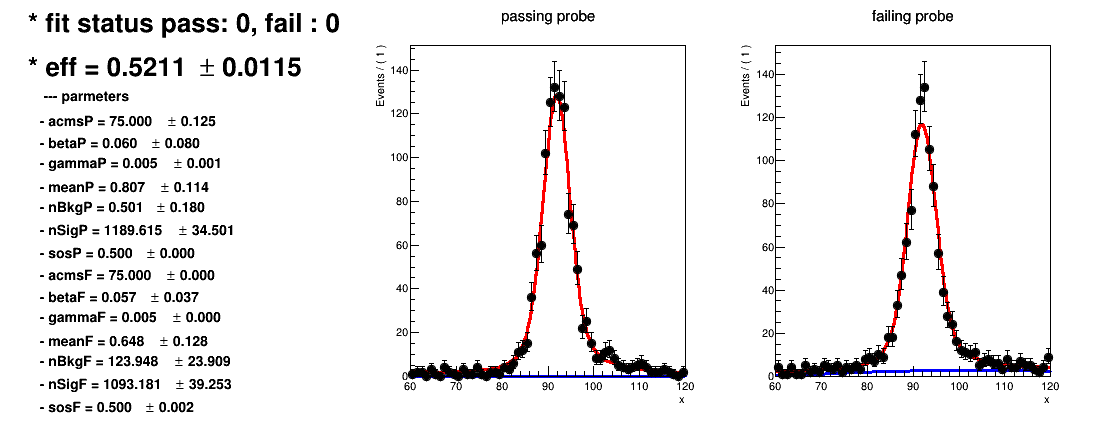 * fit status pass: 0, fail : 0
* eff = 0.5211 ± 0.0115
--- parmeters
- acmsP = 75.000 ± 0.125
- betaP = 0.060 ± 0.080
- gammaP = 0.005 ± 0.001
- meanP = 0.807 ± 0.114
- nBkgP = 0.501 ± 0.180
- nSigP = 1189.615 ± 34.501
- sosP = 0.500 ± 0.000
- acmsF = 75.000 ± 0.000
- betaF = 0.057 ± 0.037
- gammaF = 0.005 ± 0.000
- meanF = 0.648 ± 0.128
- nBkgF = 123.948 ± 23.909
- nSigF = 1093.181 ± 39.253
- sosF = 0.500 ± 0.002
passing probe
Events / ( 1 )
140
120
100
80
60
40
20
0
60 70 80 90 100 110 120
x
failing probe
Events / ( 1 )
140
120
100
80
60
40
20
0
60 70 80 90 100 110 120
x